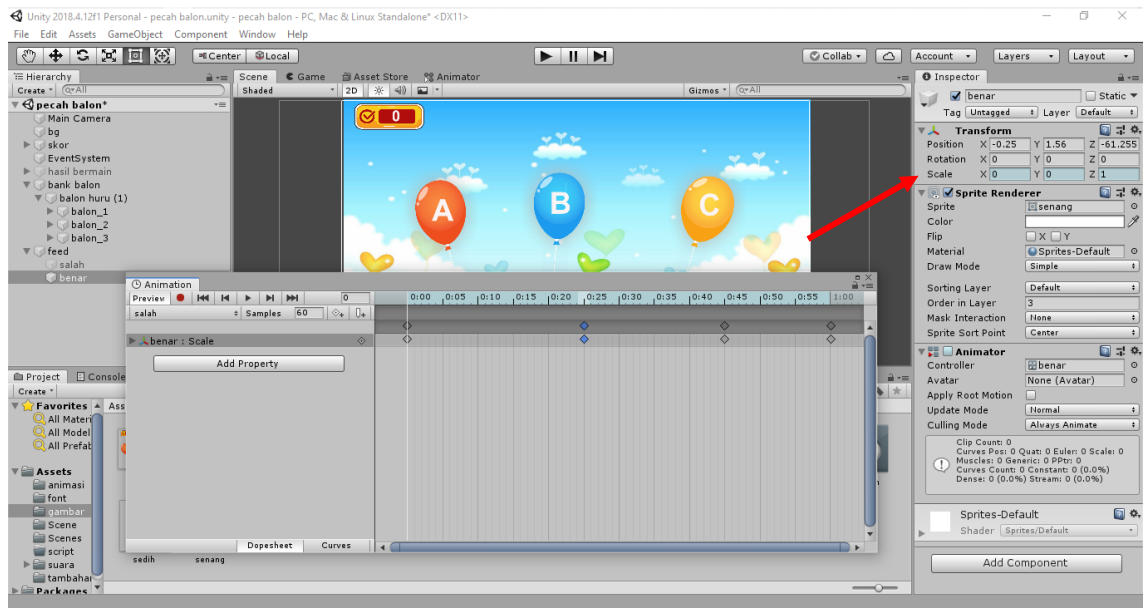 Unity 2018.4.12f1 Personal - pecah balon.unity - pecah balon - PC, Mac & Linux Standalone* <DX11>
File Edit Assets GameObject Component Window Help
Center Local Collab Account Layers Layout
Hierarchy
Create All
pecah balon*
Main Camera
bg
skor
EventSystem
hasil bermain
bank balon
balon huru (1)
balon_1
balon_2
balon_3
feed
salah
benar
Scene Game Asset Store Animator
Shaded 2D Gizmos All
0
A B C
Animation
Preview 0 0:00 0:05 0:10 0:15 0:20 0:25 0:30 0:35 0:40 0:45 0:50 0:55 1:00
salah Samples 60
benar : Scale
Add Property
Dopesheet Curves
Project Console
Create
Favorites
All Materi
All Model
All Prefab
Assets
animasi
font
gambar
Scene
Scenes
script
suara
tambahan
Packages
Ass
sedih senang
Inspector
benar Static
Tag Untagged Layer Default
Transform
Position X -0.25 Y 1.56 Z -61.255
Rotation X 0 Y 0 Z 0
Scale X 0 Y 0 Z 1
Sprite Renderer
Sprite senang
Color
Flip X Y
Material Sprites-Default
Draw Mode Simple
Sorting Layer Default
Order in Layer 3
Mask Interaction None
Sprite Sort Point Center
Animator
Controller benar
Avatar None (Avatar)
Apply Root Motion
Update Mode Normal
Culling Mode Always Animate
Clip Count: 0
Curves Pos: 0 Quat: 0 Euler: 0 Scale: 0
Muscles: 0 Generic: 0 PPtr: 0
Curves Count: 0 Constant: 0 (0.0%)
Dense: 0 (0.0%) Stream: 0 (0.0%)
Sprites-Default
Shader Sprites/Default
Add Component